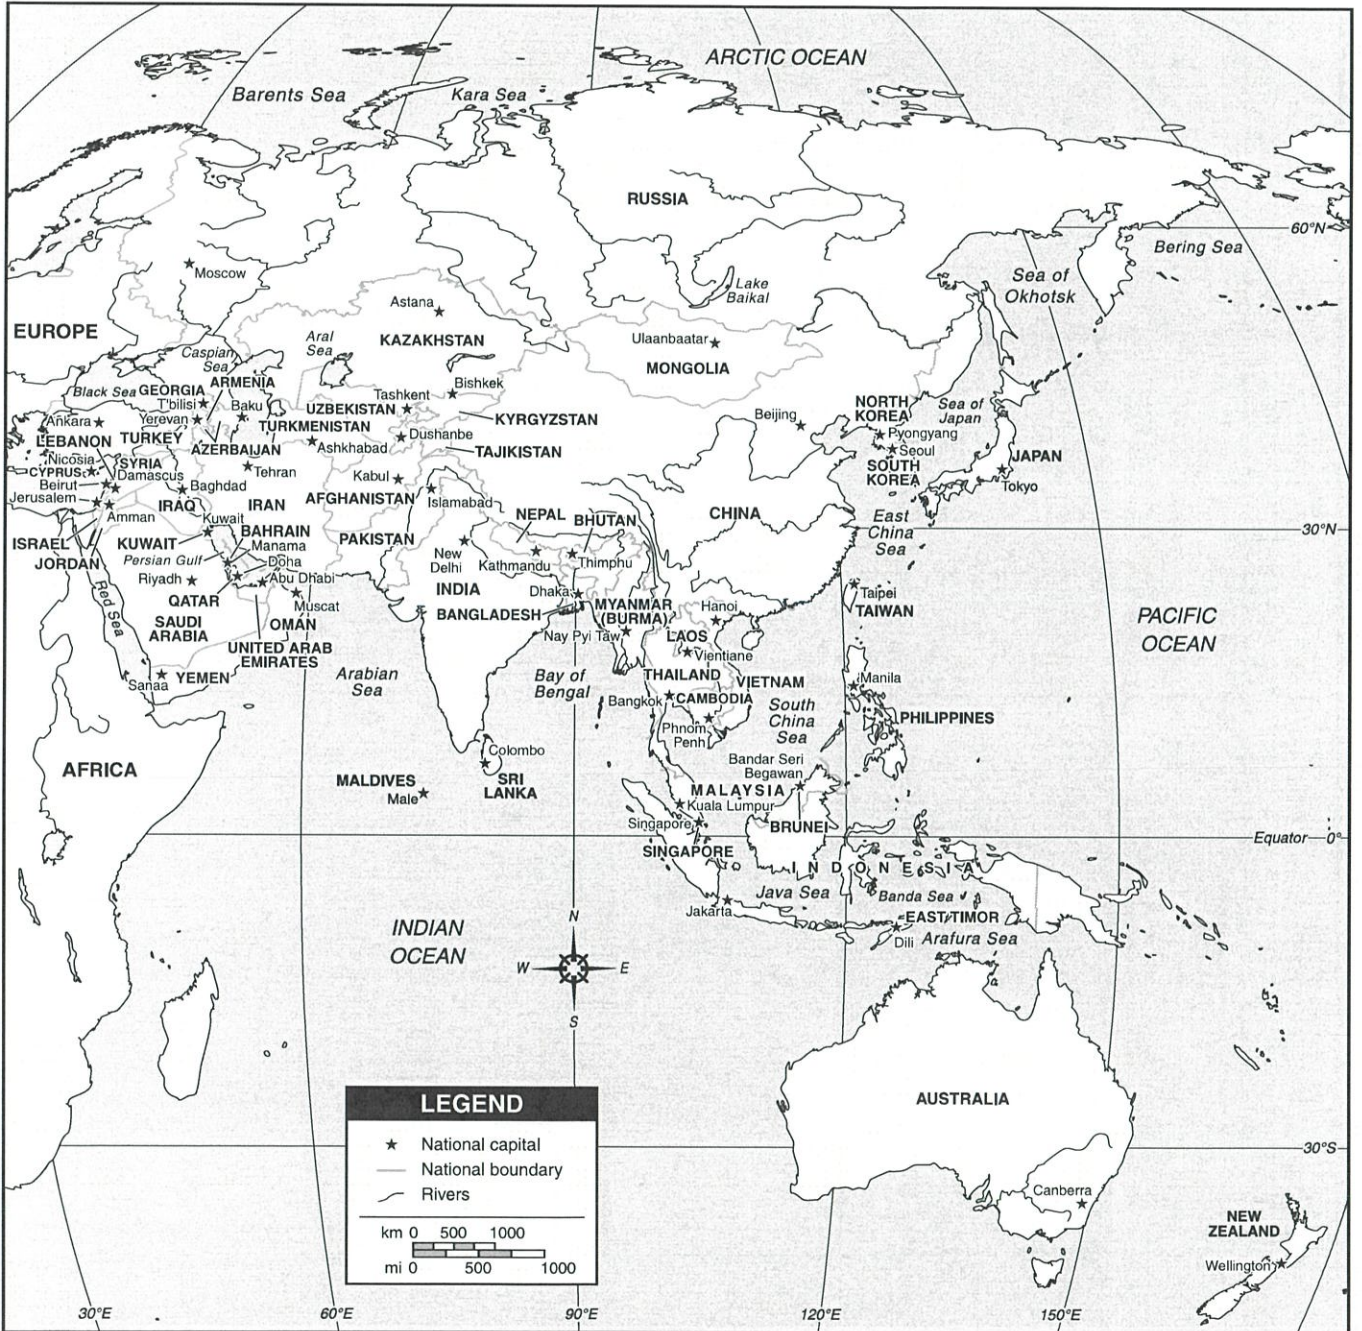 ARCTIC OCEAN
Barents Sea
Kara Sea
RUSSIA
60°N
Bering Sea
Moscow
Sea of
Okhotsk
Lake
Baikal
Astana
EUROPE
Aral
Sea
KAZAKHSTAN
Ulaanbaatar
MONGOLIA
Caspian
Sea
ARMENIA
Black Sea
GEORGIA
T'bilisi
Bishkek
Tashkent
Ankara
Yerevan
Baku
UZBEKISTAN
KYRGYZSTAN
Beijing
NORTH
KOREA
Sea of
Japan
TURKMENISTAN
LEBANON
TURKEY
AZERBAIJAN
Ashkhabad
Dushanbe
TAJIKISTAN
Pyongyang
Seoul
JAPAN
Nicosia
CYPRUS
SYRIA
Damascus
Tehran
Kabul
SOUTH
KOREA
Tokyo
Beirut
Baghdad
Jerusalem
IRAQ
IRAN
AFGHANISTAN
Islamabad
Amman
Kuwait
NEPAL
BHUTAN
CHINA
East
China
Sea
30°N
ISRAEL
KUWAIT
BAHRAIN
PAKISTAN
JORDAN
Persian Gulf
Manama
Doha
New
Delhi
Kathmandu
Thimphu
Riyadh
Abu Dhabi
INDIA
Dhaka
Taipei
TAIWAN
Red Sea
QATAR
Muscat
BANGLADESH
MYANMAR
(BURMA)
Hanoi
PACIFIC
OCEAN
SAUDI
ARABIA
OMAN
Nay Pyi Taw
LAOS
Vientiane
UNITED ARAB
EMIRATES
Sanaa
YEMEN
Arabian
Sea
Bay of
Bengal
THAILAND
VIETNAM
Manila
Bangkok
CAMBODIA
South
China
Sea
PHILIPPINES
Phnom
Penh
Colombo
Bandar Seri
Begawan
AFRICA
MALDIVES
Male
SRI
LANKA
MALAYSIA
Kuala Lumpur
Singapore
BRUNEI
Equator
0°
SINGAPORE
INDONESIA
Java Sea
Banda Sea
Jakarta
EAST TIMOR
Dili
Arafura Sea
INDIAN
OCEAN
N
W
E
S
LEGEND
National capital
National boundary
Rivers
km 0 500 1000
mi 0 500 1000
AUSTRALIA
30°S
Canberra
NEW
ZEALAND
Wellington
30°E
60°E
90°E
120°E
150°E